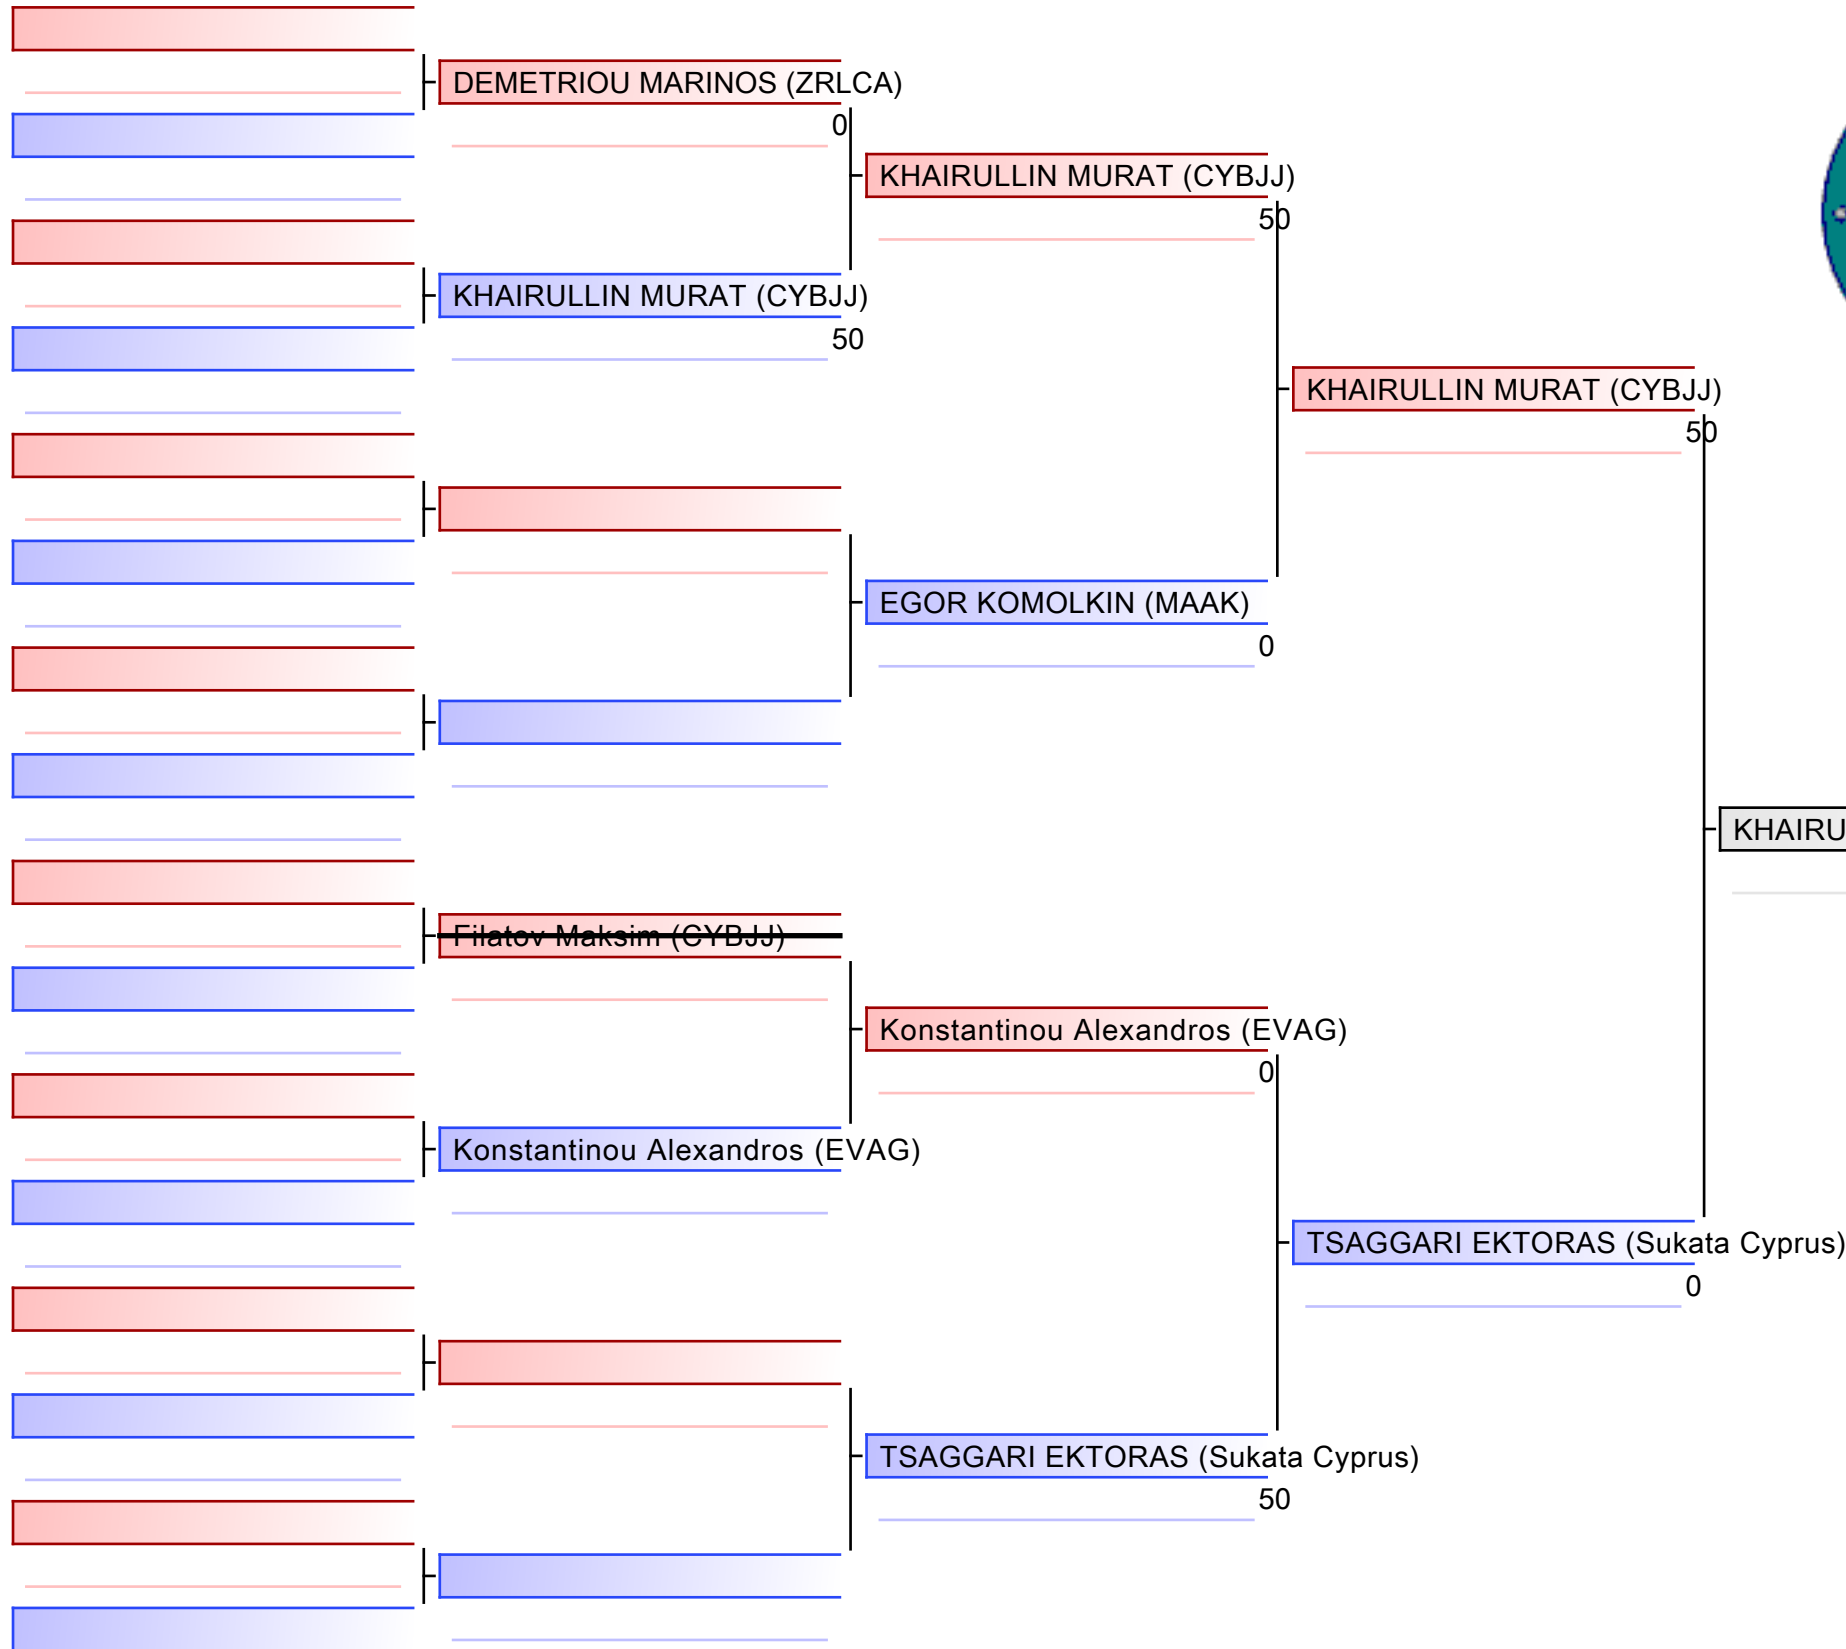 DEMETRIOU MARINOS (ZRLCA)
0
KHAIRULLIN MURAT (CYBJJ)
50
KHAIRULLIN MURAT (CYBJJ)
50
KHAIRULLIN MURAT (CYBJJ)
50
EGOR KOMOLKIN (MAAK)
0
KHAIRU
Filatov Maksim (CYBJJ)
Konstantinou Alexandros (EVAG)
0
Konstantinou Alexandros (EVAG)
TSAGGARI EKTORAS (Sukata Cyprus)
0
TSAGGARI EKTORAS (Sukata Cyprus)
50